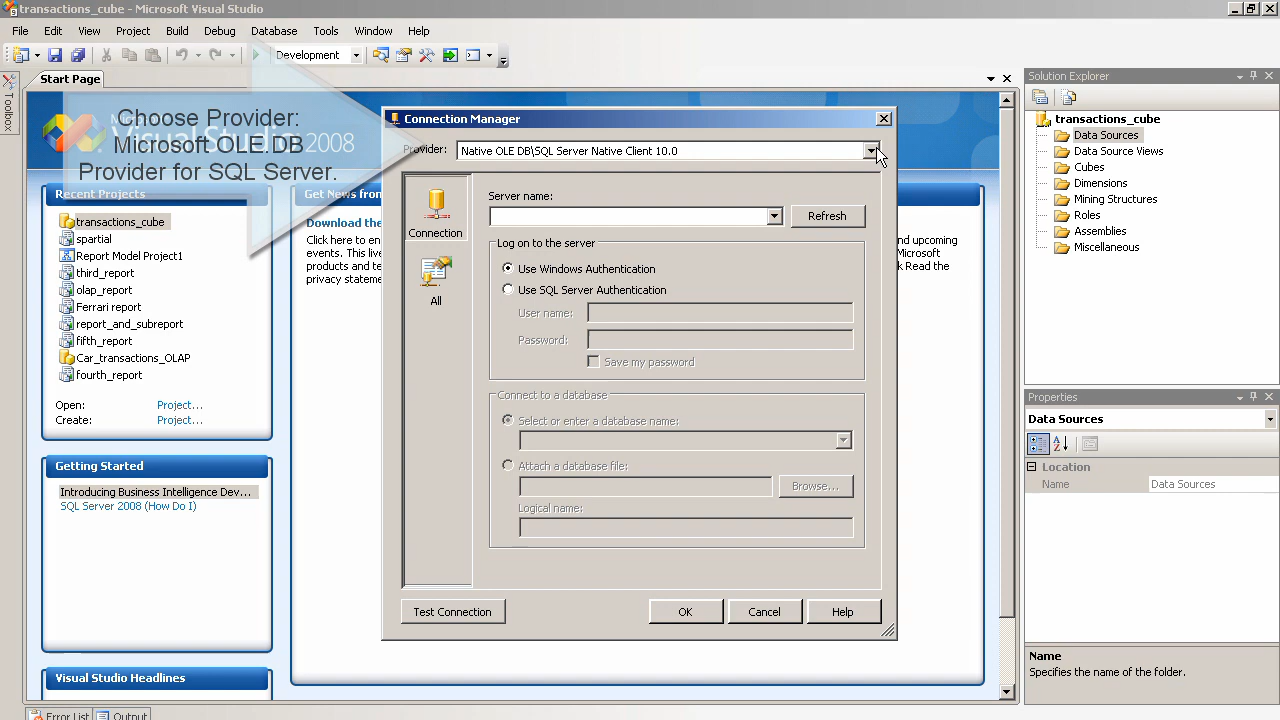 transactions_cube - Microsoft Visual Studio
File Edit View Project Build Debug Database Tools Window Help
Development
Toolbox
Start Page
Choose Provider:
Microsoft OLE DB
Provider for SQL Server.
Visual Studio 2008
Recent Projects
transactions_cube
spartial
Report Model Project1
third_report
olap_report
Ferrari report
report_and_subreport
fifth_report
Car_transactions_OLAP
fourth_report
Open: Project...
Create: Project...
Getting Started
Introducing Business Intelligence Dev...
SQL Server 2008 (How Do I)
Visual Studio Headlines
Get News from
Download the
Click here to en
events. This live
products and te
privacy stateme
nd upcoming
Microsoft
k Read the
Connection Manager
Provider: Native OLE DB\SQL Server Native Client 10.0
Connection
All
Server name:
Refresh
Log on to the server
Use Windows Authentication
Use SQL Server Authentication
User name:
Password:
Save my password
Connect to a database
Select or enter a database name:
Attach a database file:
Browse...
Logical name:
Test Connection OK Cancel Help
Solution Explorer
transactions_cube
Data Sources
Data Source Views
Cubes
Dimensions
Mining Structures
Roles
Assemblies
Miscellaneous
Properties
Data Sources
Location
Name Data Sources
Name
Specifies the name of the folder.
Error List Output